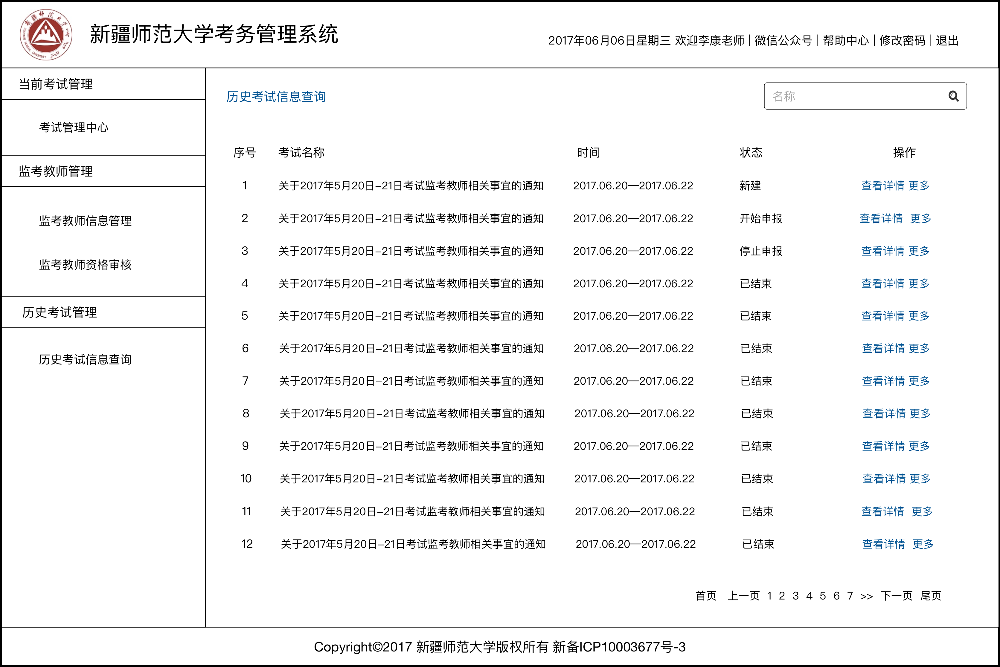 新疆师范大学
XINJIANG NORMAL UNIVERSITY
新疆师范大学考务管理系统
2017年06月06日星期三 欢迎李康老师 | 微信公众号 | 帮助中心 | 修改密码 | 退出
当前考试管理
考试管理中心
监考教师管理
监考教师信息管理
监考教师资格审核
历史考试管理
历史考试信息查询
历史考试信息查询
名称
序号 考试名称 时间 状态 操作
1 关于2017年5月20日-21日考试监考教师相关事宜的通知 2017.06.20—2017.06.22 新建 查看详情 更多
2 关于2017年5月20日-21日考试监考教师相关事宜的通知 2017.06.20—2017.06.22 开始申报 查看详情 更多
3 关于2017年5月20日-21日考试监考教师相关事宜的通知 2017.06.20—2017.06.22 停止申报 查看详情 更多
4 关于2017年5月20日-21日考试监考教师相关事宜的通知 2017.06.20—2017.06.22 已结束 查看详情 更多
5 关于2017年5月20日-21日考试监考教师相关事宜的通知 2017.06.20—2017.06.22 已结束 查看详情 更多
6 关于2017年5月20日-21日考试监考教师相关事宜的通知 2017.06.20—2017.06.22 已结束 查看详情 更多
7 关于2017年5月20日-21日考试监考教师相关事宜的通知 2017.06.20—2017.06.22 已结束 查看详情 更多
8 关于2017年5月20日-21日考试监考教师相关事宜的通知 2017.06.20—2017.06.22 已结束 查看详情 更多
9 关于2017年5月20日-21日考试监考教师相关事宜的通知 2017.06.20—2017.06.22 已结束 查看详情 更多
10 关于2017年5月20日-21日考试监考教师相关事宜的通知 2017.06.20—2017.06.22 已结束 查看详情 更多
11 关于2017年5月20日-21日考试监考教师相关事宜的通知 2017.06.20—2017.06.22 已结束 查看详情 更多
12 关于2017年5月20日-21日考试监考教师相关事宜的通知 2017.06.20—2017.06.22 已结束 查看详情 更多
首页 上一页 1 2 3 4 5 6 7 >> 下一页 尾页
Copyright©2017 新疆师范大学版权所有 新备ICP10003677号-3